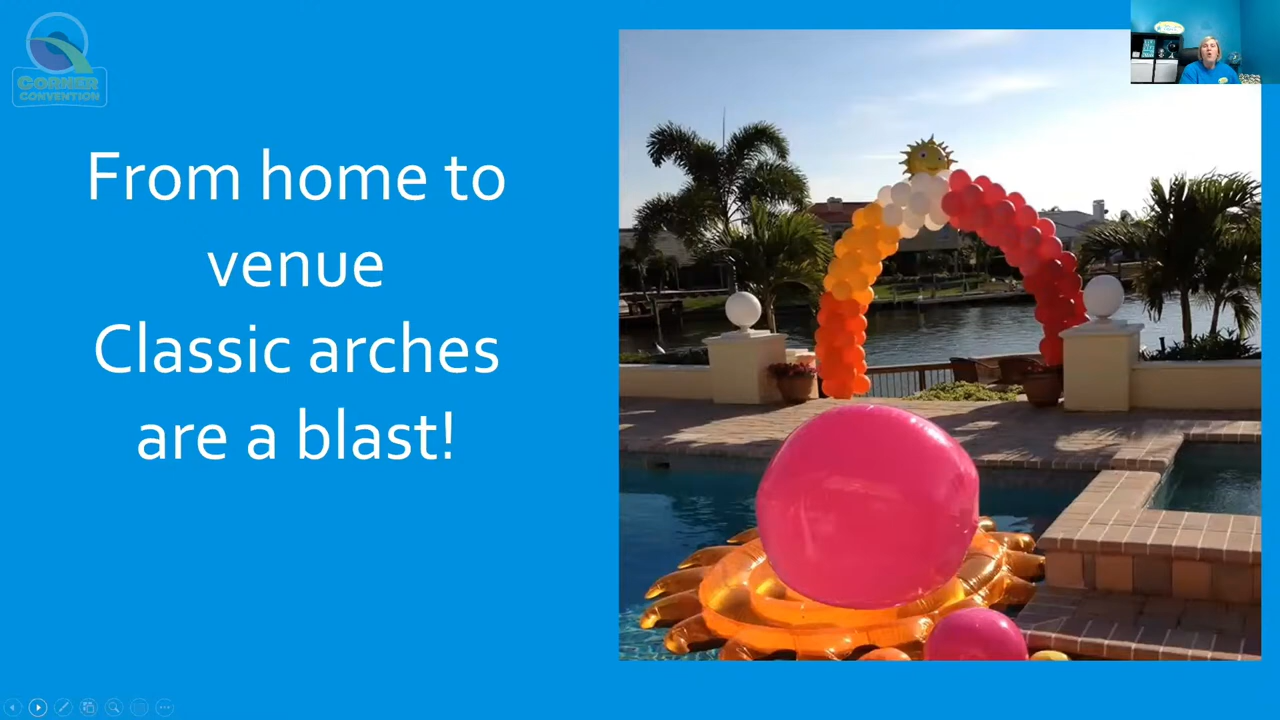 CORNER
CONVENTION
From home to
venue
Classic arches
are a blast!